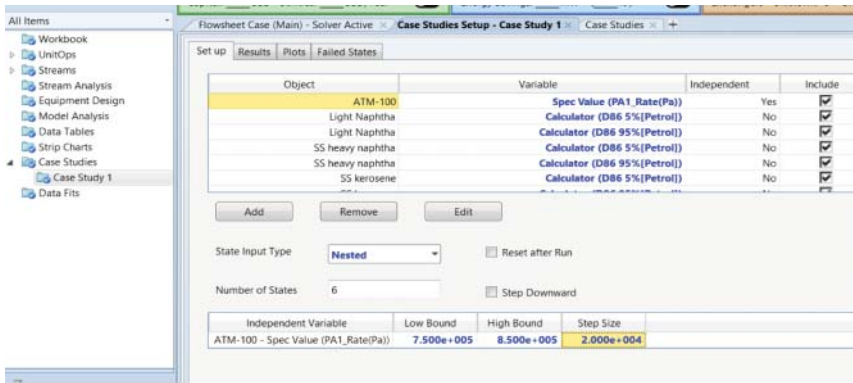 All Items
Workbook
UnitOps
Streams
Stream Analysis
Equipment Design
Model Analysis
Data Tables
Strip Charts
Case Studies
Case Study 1
Data Fits
Flowsheet Case (Main) - Solver Active Case Studies Setup - Case Study 1 Case Studies +
Set up Results Plots Failed States
Object Variable Independent Include
ATM-100 Spec Value (PA1_Rate(Pa)) Yes
Light Naphtha Calculator (D86 5%[Petrol]) No
Light Naphtha Calculator (D86 95%[Petrol]) No
SS heavy naphtha Calculator (D86 5%[Petrol]) No
SS heavy naphtha Calculator (D86 95%[Petrol]) No
SS kerosene Calculator (D86 5%[Petrol]) No
Add Remove Edit
State Input Type Nested Reset after Run
Number of States 6 Step Downward
Independent Variable Low Bound High Bound Step Size
ATM-100 - Spec Value (PA1_Rate(Pa)) 7.500e+005 8.500e+005 2.000e+004